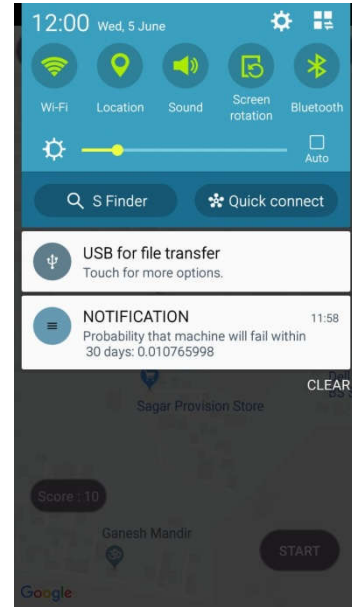 12:00 Wed, 5 June
Wi-Fi
Location
Sound
Screen
rotation
Bluetooth
Auto
S Finder
Quick connect
USB for file transfer
Touch for more options.
NOTIFICATION 11:58
Probability that machine will fail within
30 days: 0.010765998
CLEAR
Sagar Provision Store
Score : 10
Ganesh Mandir
START
Google